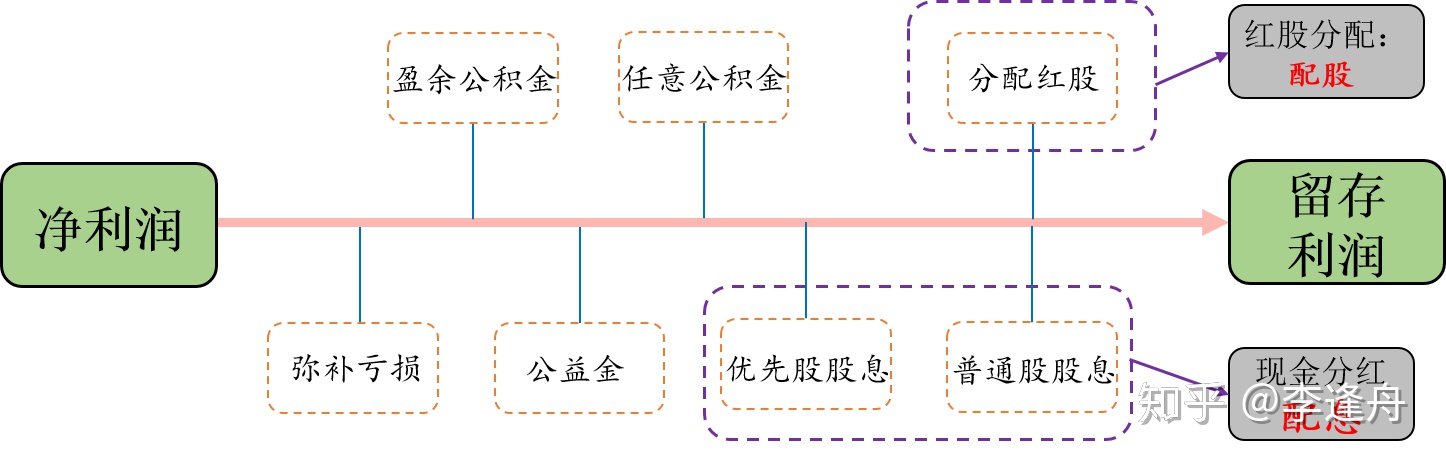 盈余公积金
任意公积金
分配红股
红股分配：
配股
净利润
留存
利润
弥补亏损
公益金
优先股股息
普通股股息
现金分红
配息
知乎 @李逢舟